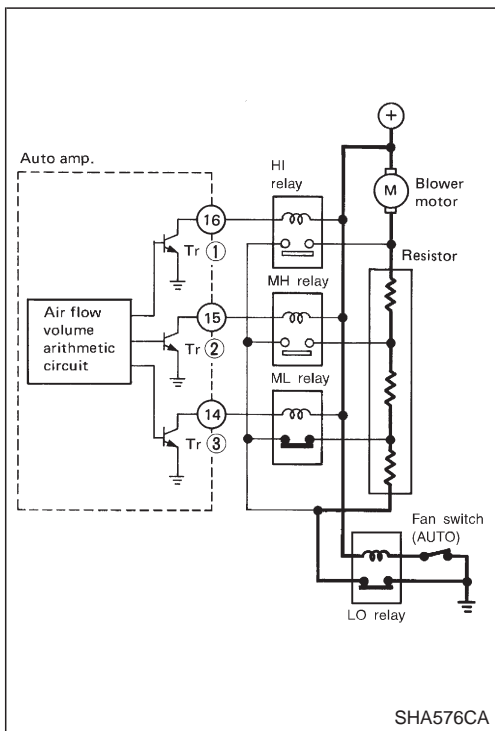 +
Auto amp.
HI
relay
M
Blower
motor
16
Tr ①
Resistor
MH relay
Air flow
volume
arithmetic
circuit
15
Tr ②
ML relay
14
Tr ③
Fan switch
(AUTO)
LO relay
SHA576CA